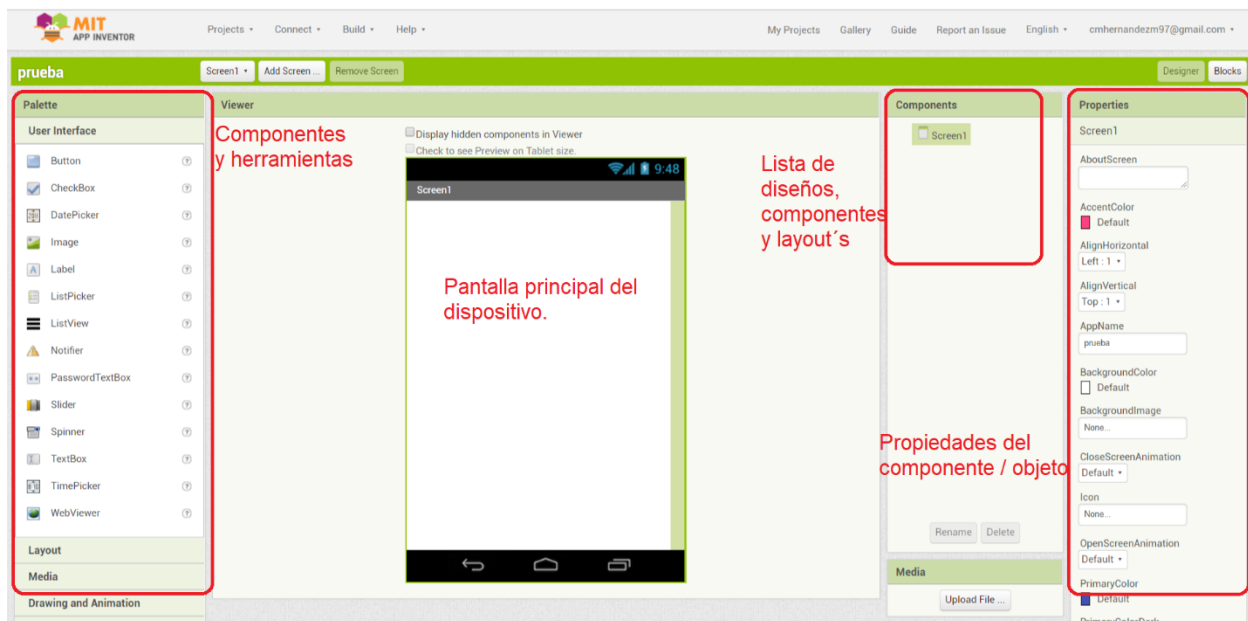 MIT
APP INVENTOR
Projects
Connect
Build
Help
My Projects
Gallery
Guide
Report an Issue
English
cmhernandezm97@gmail.com
prueba
Screen1
Add Screen ...
Remove Screen
Designer
Blocks
Palette
User Interface
Button
CheckBox
DatePicker
Image
Label
ListPicker
ListView
Notifier
PasswordTextBox
Slider
Spinner
TextBox
TimePicker
WebViewer
Layout
Media
Drawing and Animation
Viewer
Componentes
y herramientas
Display hidden components in Viewer
Check to see Preview on Tablet size.
9:48
Screen1
Pantalla principal del
dispositivo.
Lista de
diseños,
componentes
y layout´s
Components
Screen1
Propiedades del
componente / objeto
Rename
Delete
Media
Upload File ...
Properties
Screen1
AboutScreen
AccentColor
Default
AlignHorizontal
Left : 1
AlignVertical
Top : 1
AppName
prueba
BackgroundColor
Default
BackgroundImage
None...
CloseScreenAnimation
Default
Icon
None...
OpenScreenAnimation
Default
PrimaryColor
Default
PrimaryColorDark